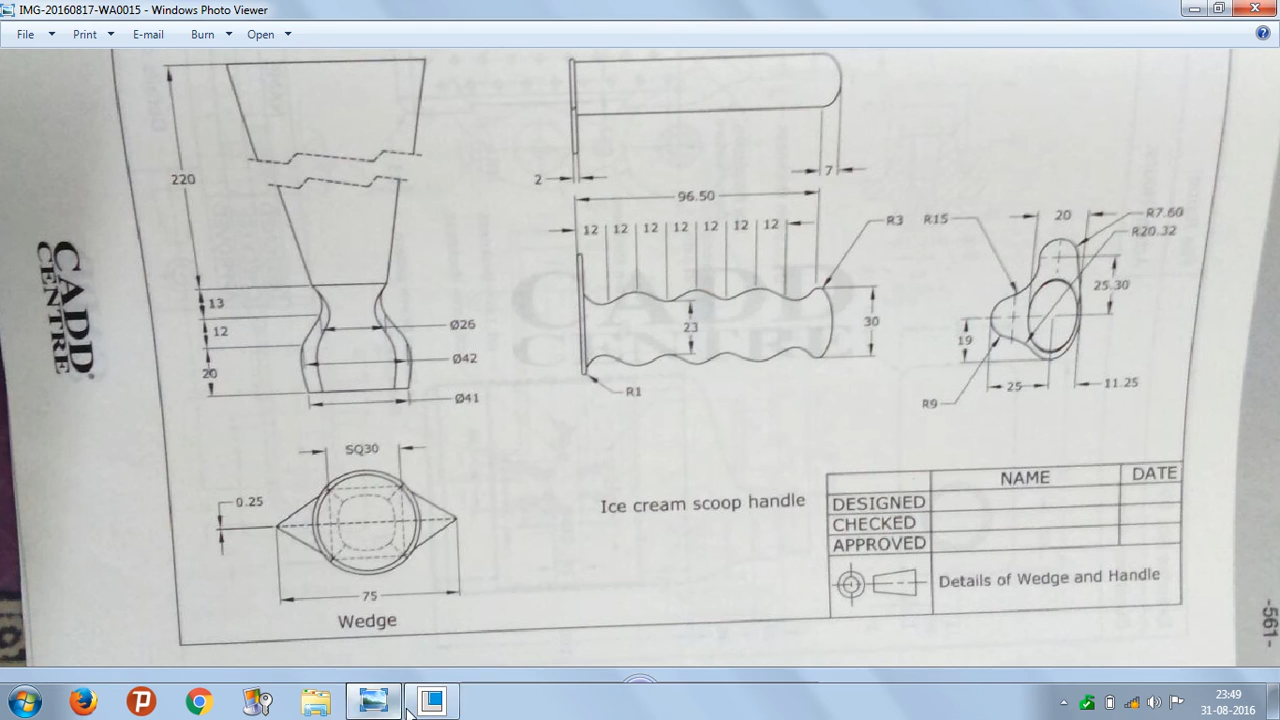 IMG-20160817-WA0015 - Windows Photo Viewer
File Print E-mail Burn Open
220
13
12
20
Ø26
Ø42
Ø41
SQ30
0.25
75
Wedge
2
7
96.50
12 12 12 12 12 12 12
R3
23
30
R1
Ice cream scoop handle
R15
20
R7.60
R20.32
25.30
19
25
11.25
R9
CADD
CENTRE
CADD
CENTRE
NAME DATE
DESIGNED
CHECKED
APPROVED
Details of Wedge and Handle
-561-
23:49
31-08-2016